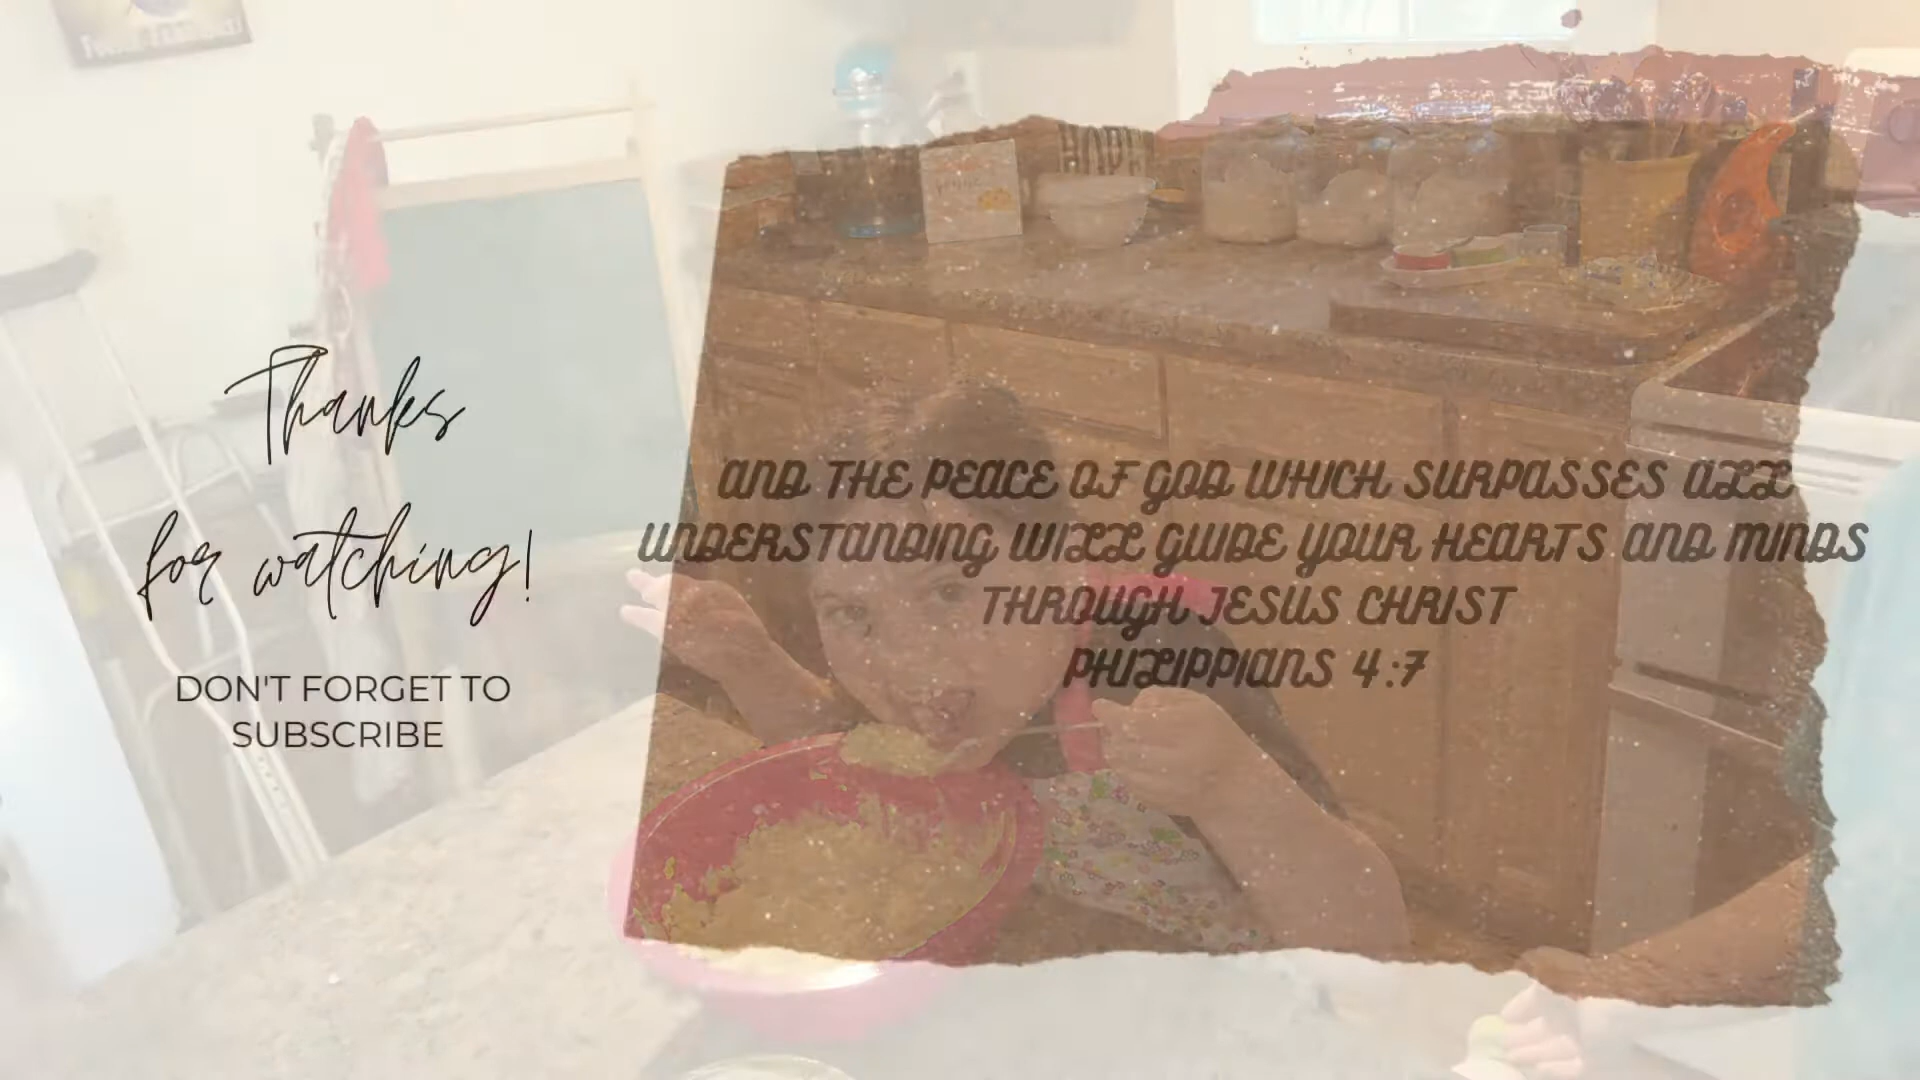 Thanks
for watching!
DON'T FORGET TO
SUBSCRIBE
AND THE PEACE OF GOD WHICH SURPASSES ALL
UNDERSTANDING WILL GUIDE YOUR HEARTS AND MINDS
THROUGH JESUS CHRIST
PHILIPPIANS 4:7